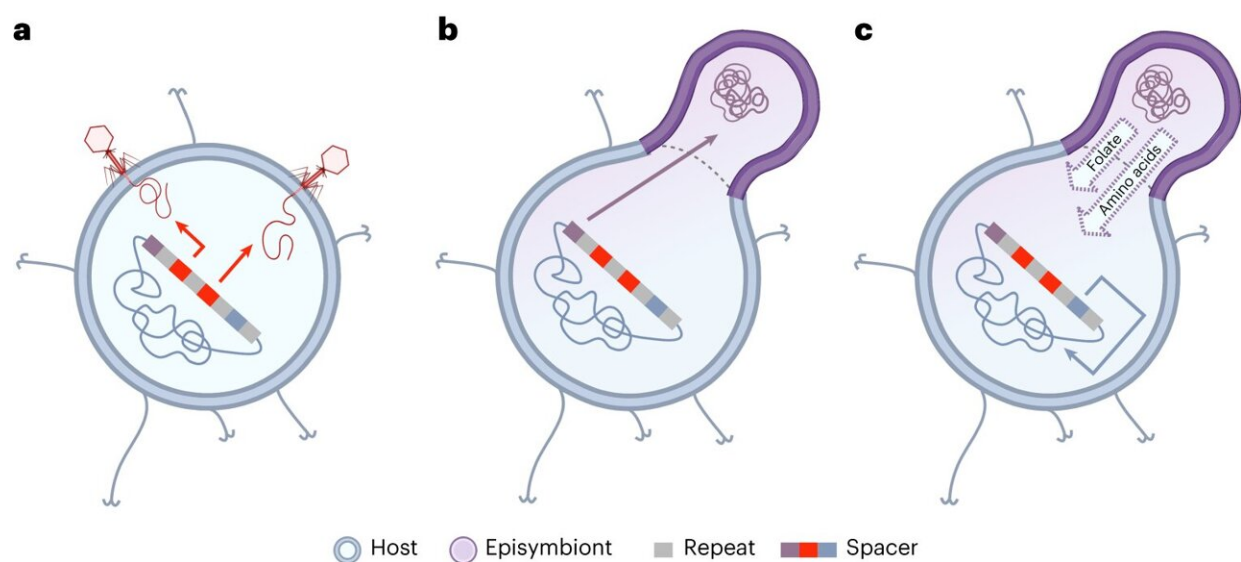 a
b
c
Folate
Amino acids
Host
Episymbiont
Repeat
Spacer